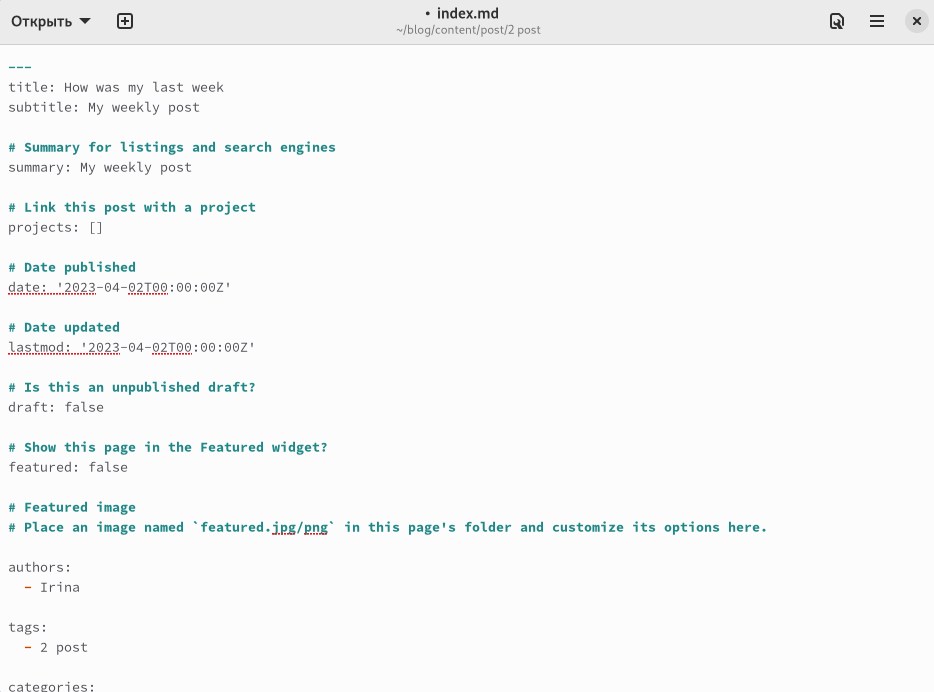 Открыть
• index.md
~/blog/content/post/2 post
---
title: How was my last week
subtitle: My weekly post
# Summary for listings and search engines
summary: My weekly post
# Link this post with a project
projects: []
# Date published
date: '2023-04-02T00:00:00Z'
# Date updated
lastmod: '2023-04-02T00:00:00Z'
# Is this an unpublished draft?
draft: false
# Show this page in the Featured widget?
featured: false
# Featured image
# Place an image named `featured.jpg/png` in this page's folder and customize its options here.
authors:
  - Irina
tags:
  - 2 post
categories: